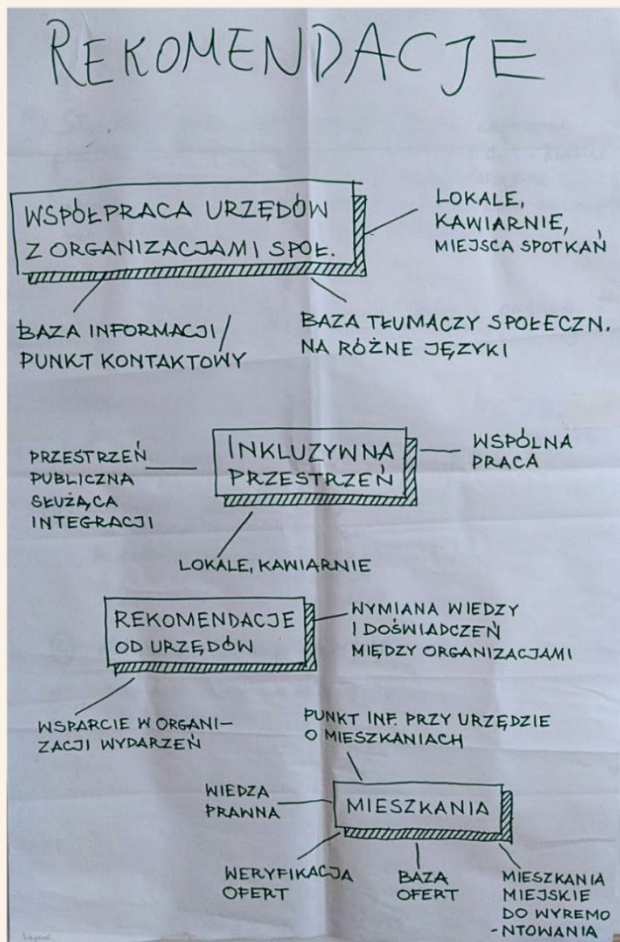 REKOMENDACJE
WSPÓŁPRACA URZĘDÓW
Z ORGANIZACJAMI SPOŁ.
LOKALE,
KAWIARNIE,
MIEJSCA SPOTKAŃ
BAZA INFORMACJI/
PUNKT KONTAKTOWY
BAZA TŁUMACZY SPOŁECZN.
NA RÓŻNE JĘZYKI
INKLUZYWNA
PRZESTRZEŃ
WSPÓLNA
PRACA
PRZESTRZEŃ
PUBLICZNA
SŁUŻĄCA
INTEGRACJI
LOKALE, KAWIARNIE
REKOMENDACJE
OD URZĘDÓW
WYMIANA WIEDZY
I DOŚWIADCZEŃ
MIĘDZY ORGANIZACJAMI
WSPARCIE W ORGANI-
ZACJI WYDARZEŃ
PUNKT INF. PRZY URZĘDZIE
O MIESZKANIACH
WIEDZA
PRAWNA
MIESZKANIA
WERYFIKACJA
OFERT
BAZA
OFERT
MIESZKANIA
MIEJSKIE
DO WYREMO
-NTOWANIA